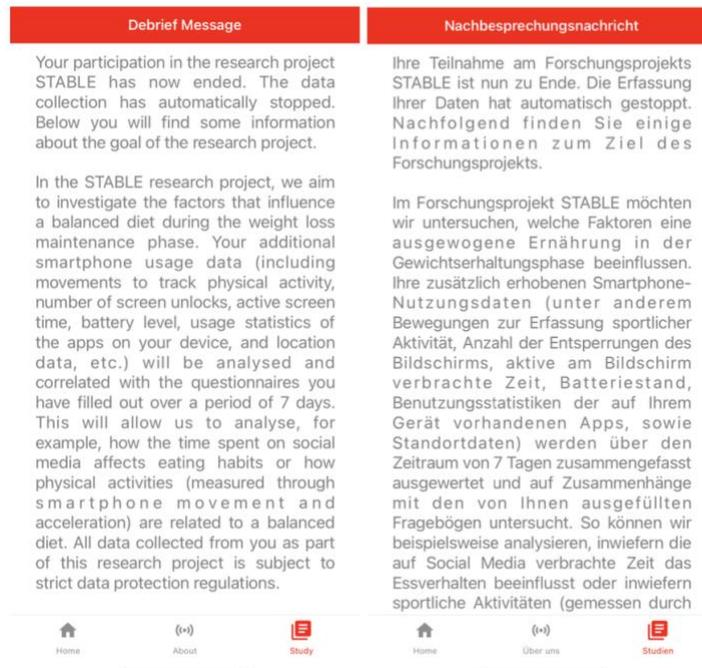 Debrief Message
Your participation in the research project
STABLE has now ended. The data
collection has automatically stopped.
Below you will find some information
about the goal of the research project.
In the STABLE research project, we aim
to investigate the factors that influence
a balanced diet during the weight loss
maintenance phase. Your additional
smartphone usage data (including
movements to track physical activity,
number of screen unlocks, active screen
time, battery level, usage statistics of
the apps on your device, and location
data, etc.) will be analysed and
correlated with the questionnaires you
have filled out over a period of 7 days.
This will allow us to analyse, for
example, how the time spent on social
media affects eating habits or how
physical activities (measured through
smartphone movement and
acceleration) are related to a balanced
diet. All data collected from you as part
of this research project is subject to
strict data protection regulations.
Home
About
Study
Nachbesprechungsnachricht
Ihre Teilnahme am Forschungsprojekts
STABLE ist nun zu Ende. Die Erfassung
Ihrer Daten hat automatisch gestoppt.
Nachfolgend finden Sie einige
Informationen zum Ziel des
Forschungsprojekts.
Im Forschungsprojekt STABLE möchten
wir untersuchen, welche Faktoren eine
ausgewogene Ernährung in der
Gewichtserhaltungsphase beeinflussen.
Ihre zusätzlich erhobenen Smartphone-
Nutzungsdaten (unter anderem
Bewegungen zur Erfassung sportlicher
Aktivität, Anzahl der Entsperrungen des
Bildschirms, aktive am Bildschirm
verbrachte Zeit, Batteriestand,
Benutzungsstatistiken der auf Ihrem
Gerät vorhandenen Apps, sowie
Standortdaten) werden über den
Zeitraum von 7 Tagen zusammengefasst
ausgewertet und auf Zusammenhänge
mit den von Ihnen ausgefüllten
Fragebögen untersucht. So können wir
beispielsweise analysieren, inwiefern die
auf Social Media verbrachte Zeit das
Essverhalten beeinflusst oder inwiefern
sportliche Aktivitäten (gemessen durch
Home
Über uns
Studien